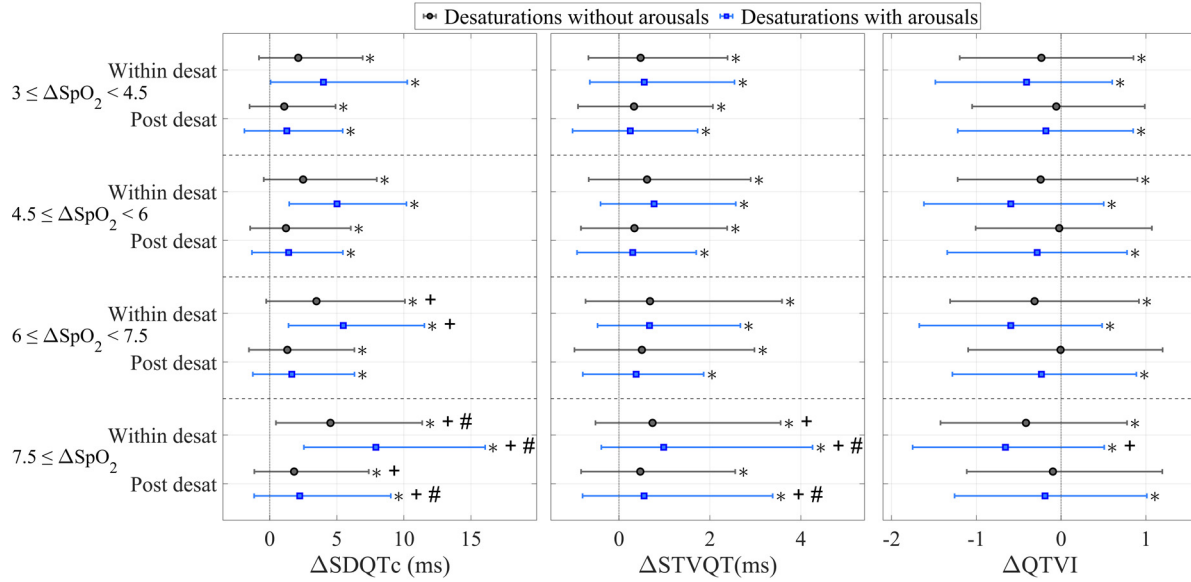 Desaturations without arousals Desaturations with arousals
Within desat * * *
3 ≤ ΔSpO₂ < 4.5 * * *
Post desat * *
* * *
Within desat * * *
4.5 ≤ ΔSpO₂ < 6 * * *
Post desat * *
* * *
Within desat * + * *
6 ≤ ΔSpO₂ < 7.5 * + * *
Post desat * *
* * *
Within desat * + # * + *
7.5 ≤ ΔSpO₂ * + # * + # * +
Post desat * + *
* + # * + # *
0 5 10 15 0 2 4 -2 -1 0 1
ΔSDQTc (ms) ΔSTVQT(ms) ΔQTVI